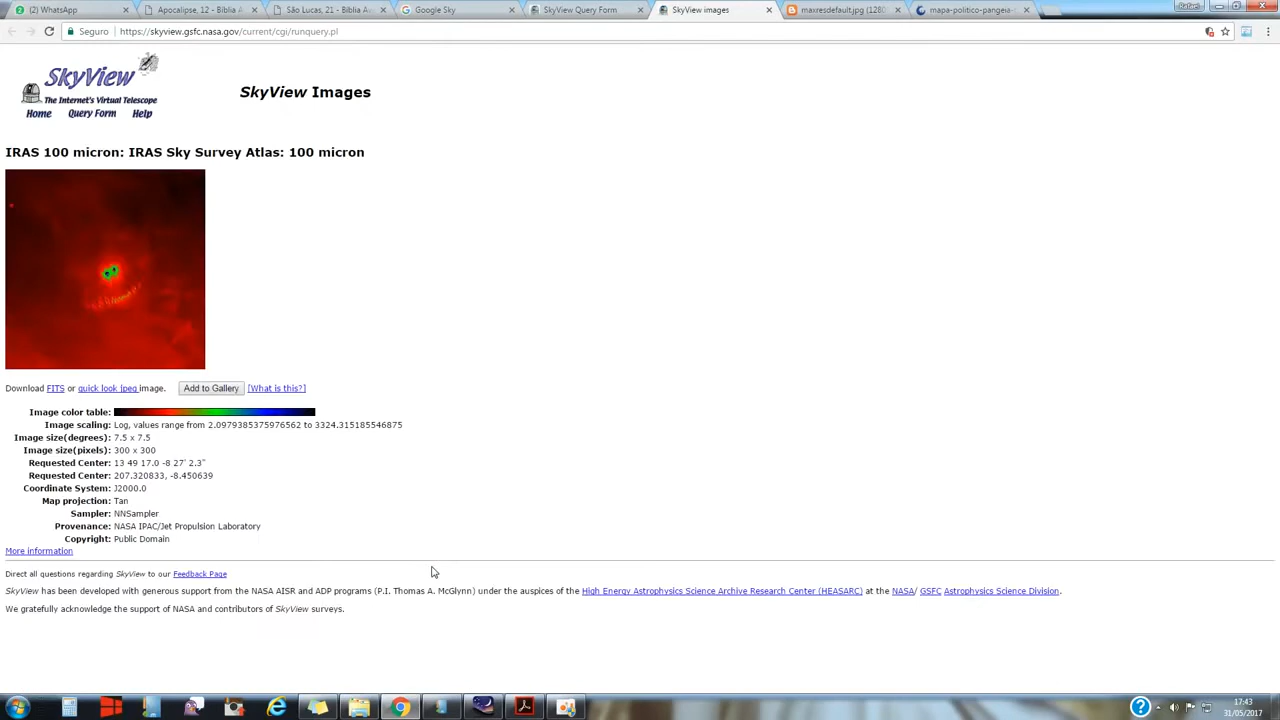 (2) WhatsApp
Apocalipse, 12 - Bíblia A
São Lucas, 21 - Bíblia Av
Google Sky
SkyView Query Form
SkyView images
maxresdefault.jpg (1280
mapa-politico-pangeia-c
Rafael
Seguro
https://skyview.gsfc.nasa.gov/current/cgi/runquery.pl
SkyView
The Internet's Virtual Telescope
Home Query Form Help
SkyView Images
IRAS 100 micron: IRAS Sky Survey Atlas: 100 micron
Download FITS or quick look jpeg image. Add to Gallery [What is this?]
Image color table:
Image scaling: Log, values range from 2.0979385375976562 to 3324.315185546875
Image size(degrees): 7.5 x 7.5
Image size(pixels): 300 x 300
Requested Center: 13 49 17.0 -8 27' 2.3"
Requested Center: 207.320833, -8.450639
Coordinate System: J2000.0
Map projection: Tan
Sampler: NNSampler
Provenance: NASA IPAC/Jet Propulsion Laboratory
Copyright: Public Domain
More information
Direct all questions regarding SkyView to our Feedback Page
SkyView has been developed with generous support from the NASA AISR and ADP programs (P.I. Thomas A. McGlynn) under the auspices of the High Energy Astrophysics Science Archive Research Center (HEASARC) at the NASA/ GSFC Astrophysics Science Division.
We gratefully acknowledge the support of NASA and contributors of SkyView surveys.
17:43
31/05/2017